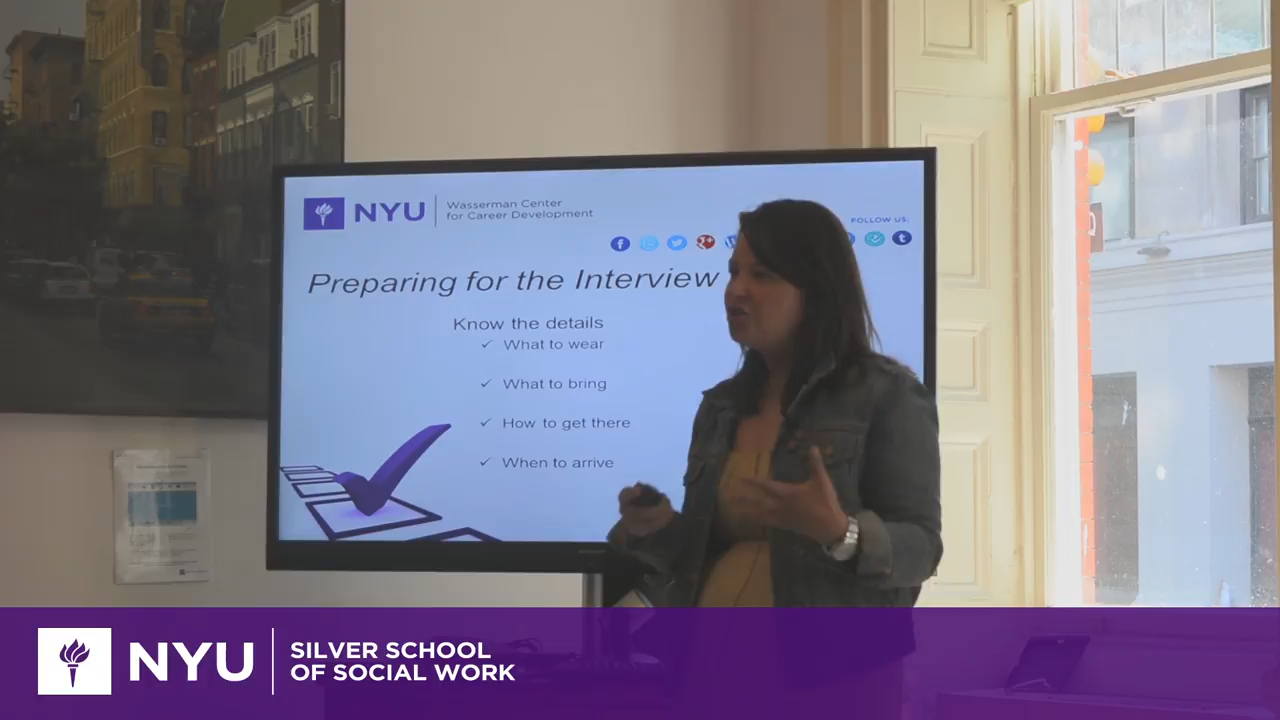 NYU
Wasserman Center
for Career Development
FOLLOW US:
Preparing for the Interview
Know the details
✓ What to wear
✓ What to bring
✓ How to get there
✓ When to arrive
NYU
SILVER SCHOOL
OF SOCIAL WORK